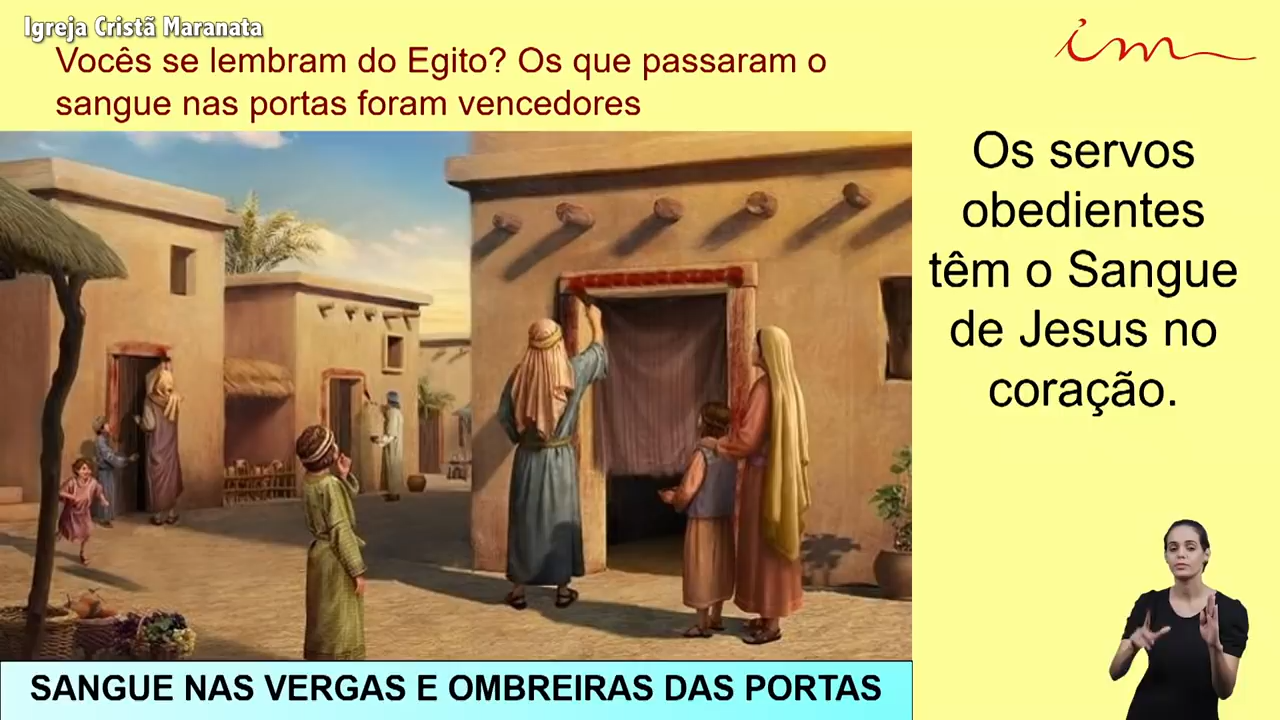 Igreja Cristã Maranata
im
Vocês se lembram do Egito? Os que passaram o
sangue nas portas foram vencedores
Os servos
obedientes
têm o Sangue
de Jesus no
coração.
SANGUE NAS VERGAS E OMBREIRAS DAS PORTAS